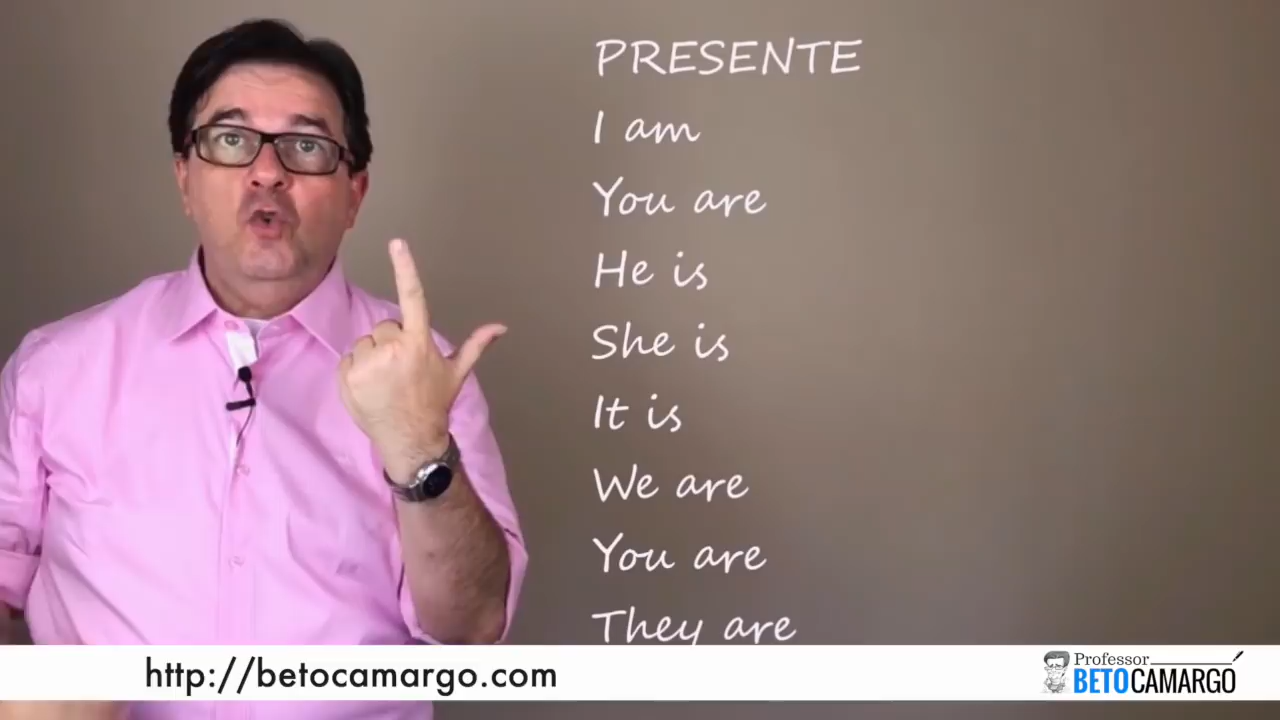 PRESENTE
I am
You are
He is
She is
It is
We are
You are
They are
http://betocamargo.com
Professor
BETOCAMARGO